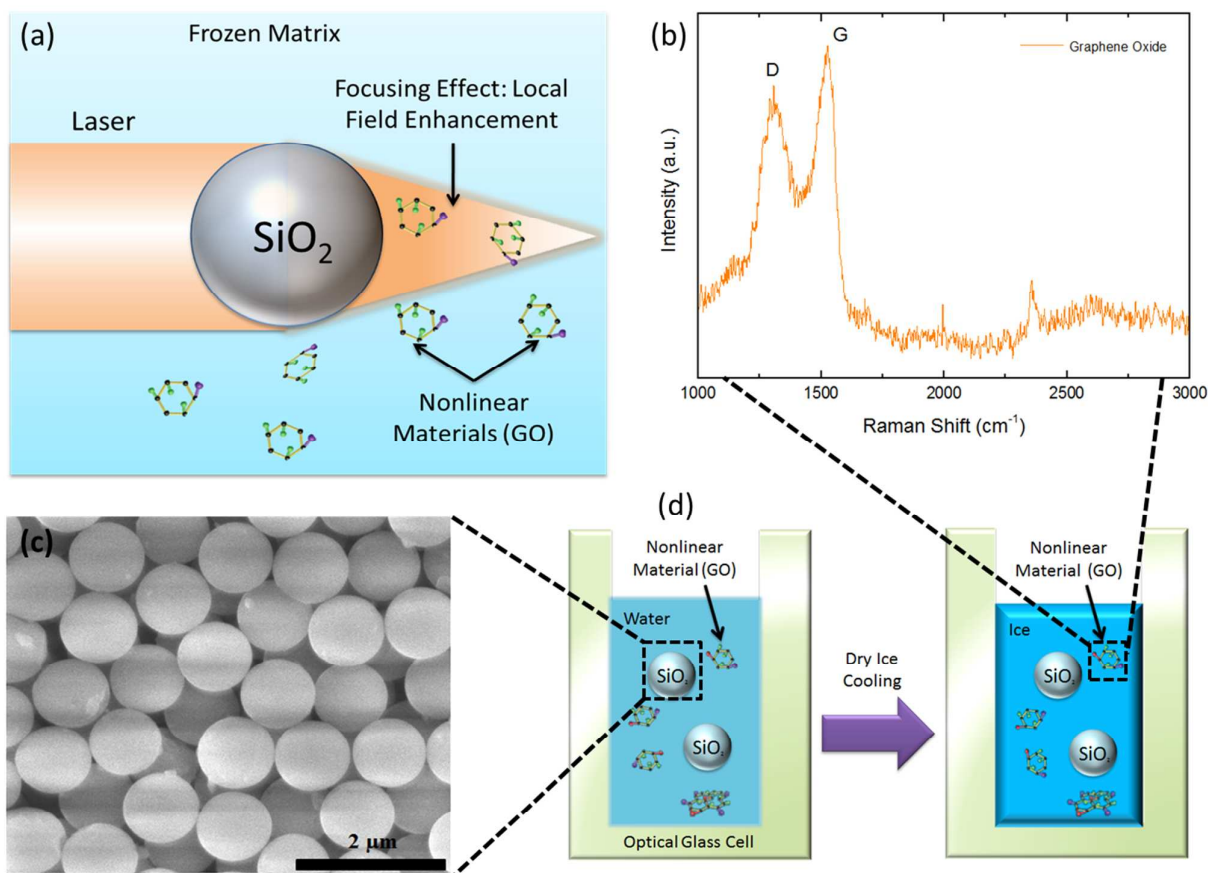 (a)
Frozen Matrix
Laser
Focusing Effect: Local
Field Enhancement
SiO₂
Nonlinear
Materials (GO)
(b)
D
G
Graphene Oxide
Intensity (a.u.)
1000 1500 2000 2500 3000
Raman Shift (cm⁻¹)
(c)
2 µm
(d)
Nonlinear
Material (GO)
Water
SiO₂
SiO₂
Optical Glass Cell
Dry Ice
Cooling
Nonlinear
Material (GO)
Ice
SiO₂
SiO₂